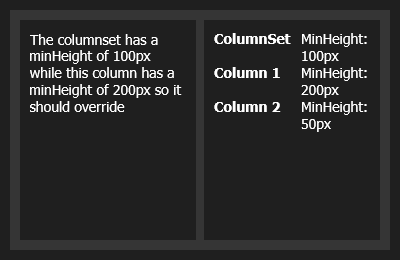 The columnset has a
minHeight of 100px
while this column has a
minHeight of 200px so it
should override
ColumnSet MinHeight:
100px
Column 1 MinHeight:
200px
Column 2 MinHeight:
50px